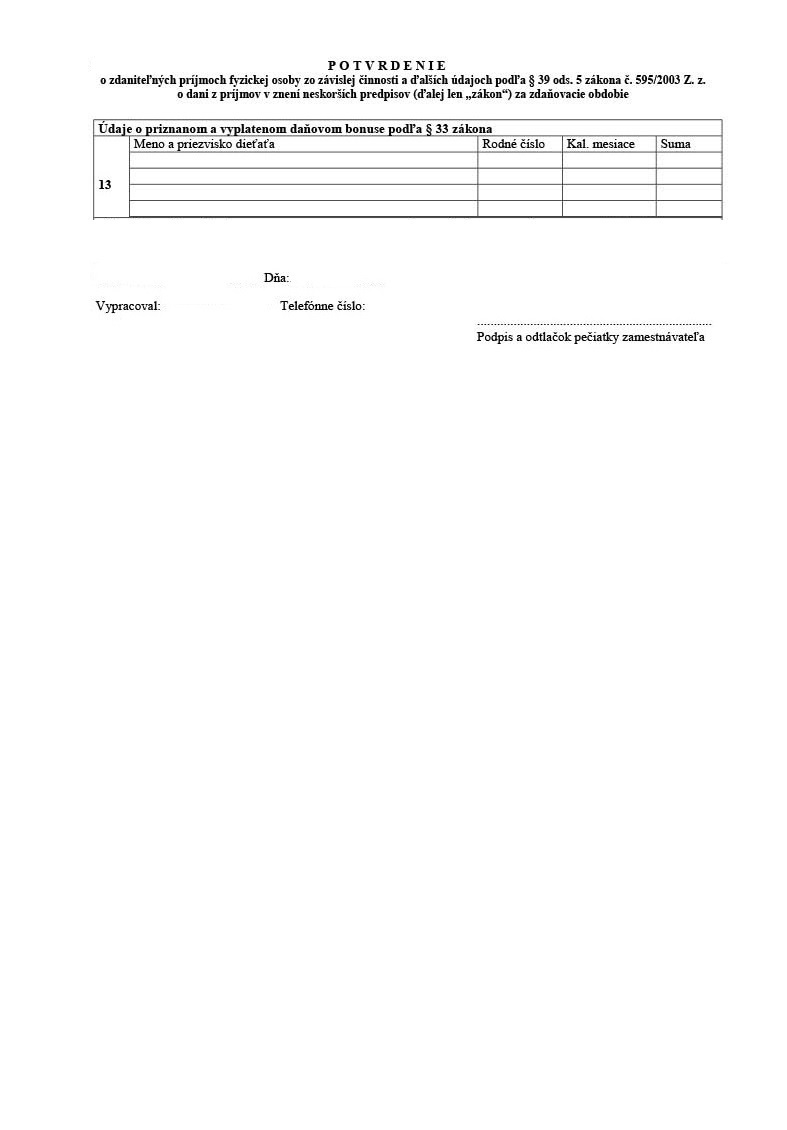 P O T V R D E N I E
o zdaniteľných príjmoch fyzickej osoby zo závislej činnosti a ďalších údajoch podľa § 39 ods. 5 zákona č. 595/2003 Z. z.
o dani z príjmov v znení neskorších predpisov (ďalej len „zákon“) za zdaňovacie obdobie
Údaje o priznanom a vyplatenom daňovom bonuse podľa § 33 zákona
Meno a priezvisko dieťaťa Rodné číslo Kal. mesiace Suma
13
Dňa:
Vypracoval: Telefónne číslo:
Podpis a odtlačok pečiatky zamestnávateľa